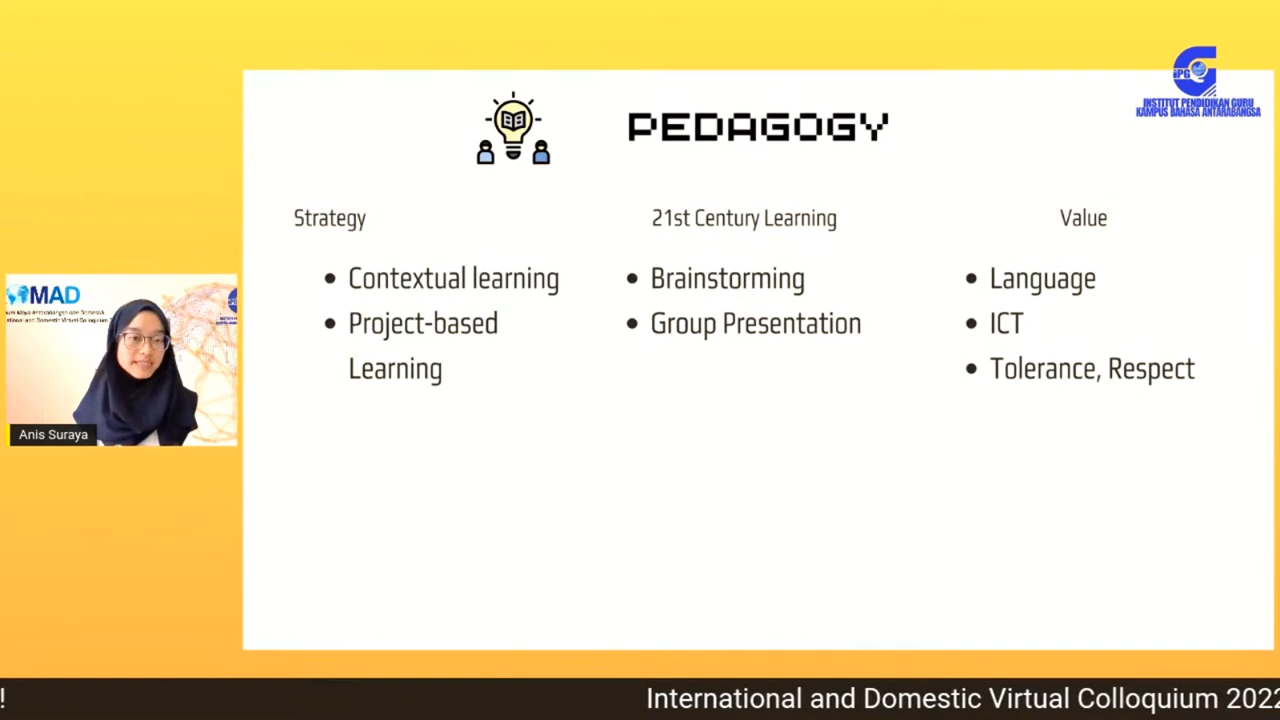 iPG
INSTITUT PENDIDIKAN GURU
KAMPUS BAHASA ANTARABANGSA
PEDAGOGY
Strategy
• Contextual learning
• Project-based
Learning
21st Century Learning
• Brainstorming
• Group Presentation
Value
• Language
• ICT
• Tolerance, Respect
MAD
Anis Suraya
!
International and Domestic Virtual Colloquium 2022